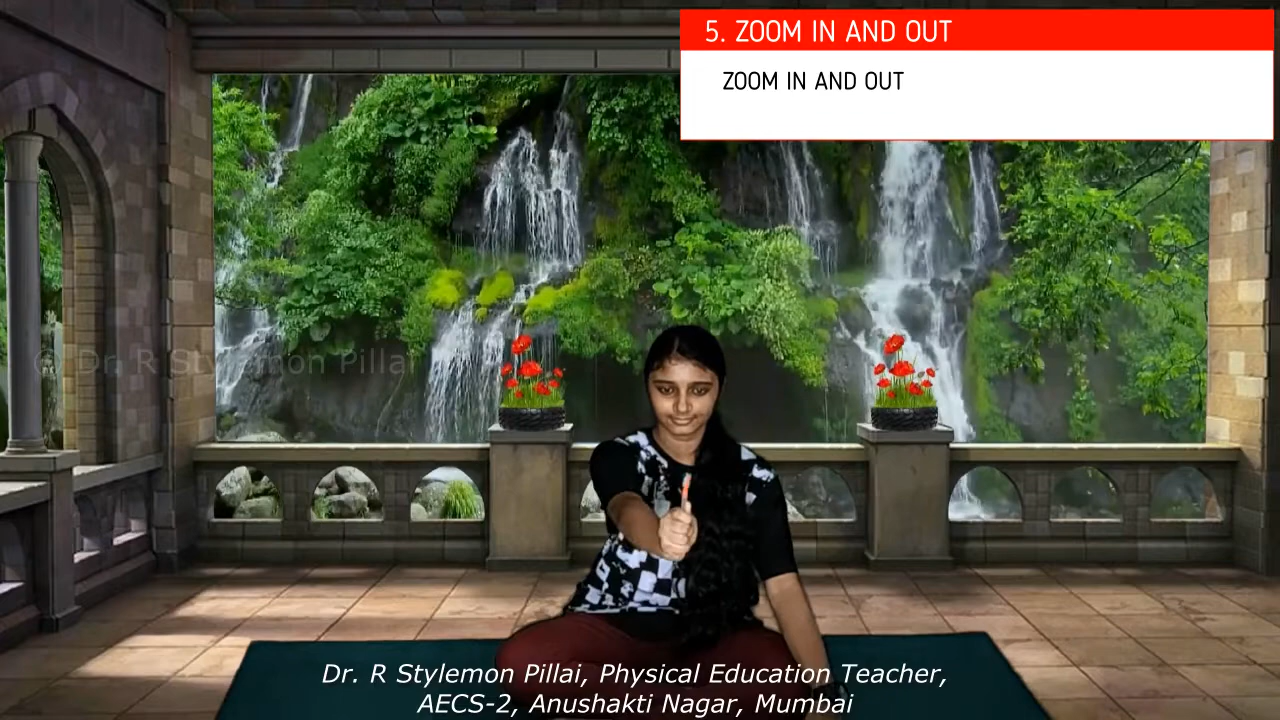 5. ZOOM IN AND OUT
ZOOM IN AND OUT
© Dr. R Stylemon Pillai
Dr. R Stylemon Pillai, Physical Education Teacher,
AECS-2, Anushakti Nagar, Mumbai